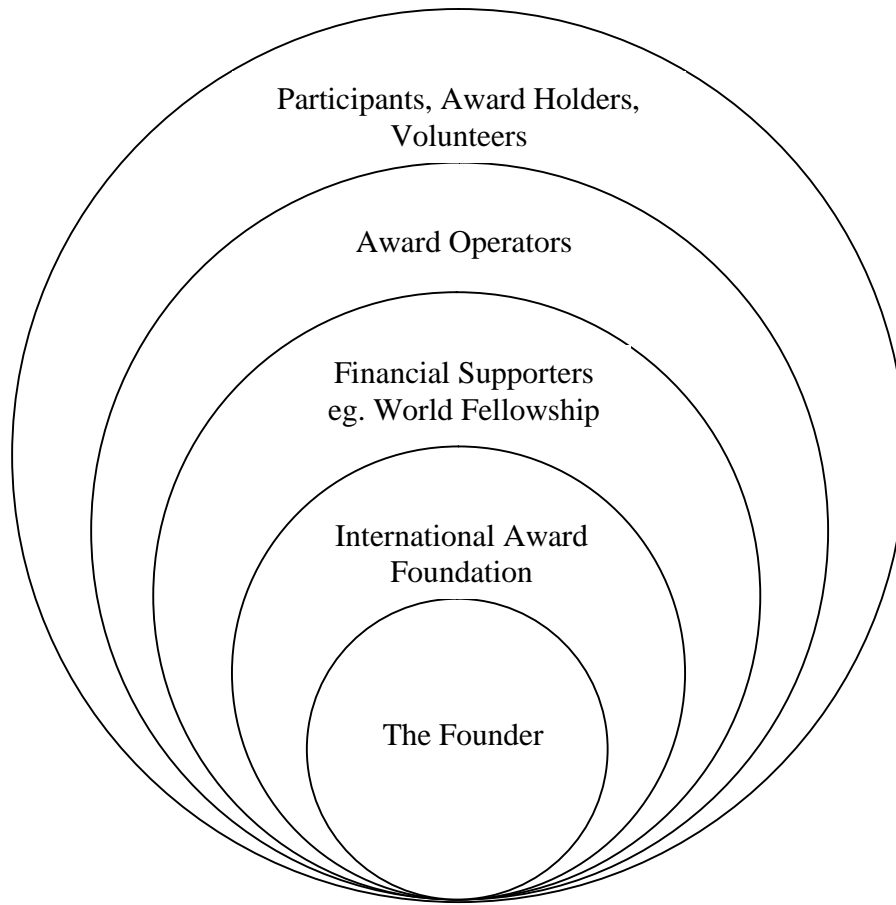 Participants, Award Holders,
Volunteers
Award Operators
Financial Supporters
eg. World Fellowship
International Award
Foundation
The Founder